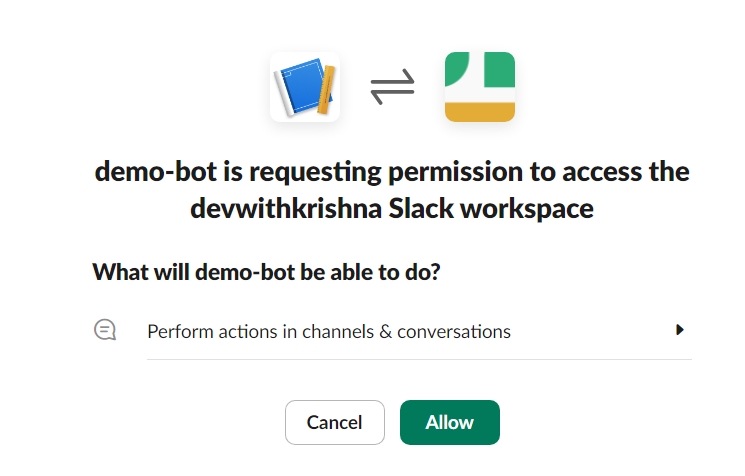 demo-bot is requesting permission to access the
devwithkrishna Slack workspace
What will demo-bot be able to do?
Perform actions in channels & conversations
Cancel
Allow